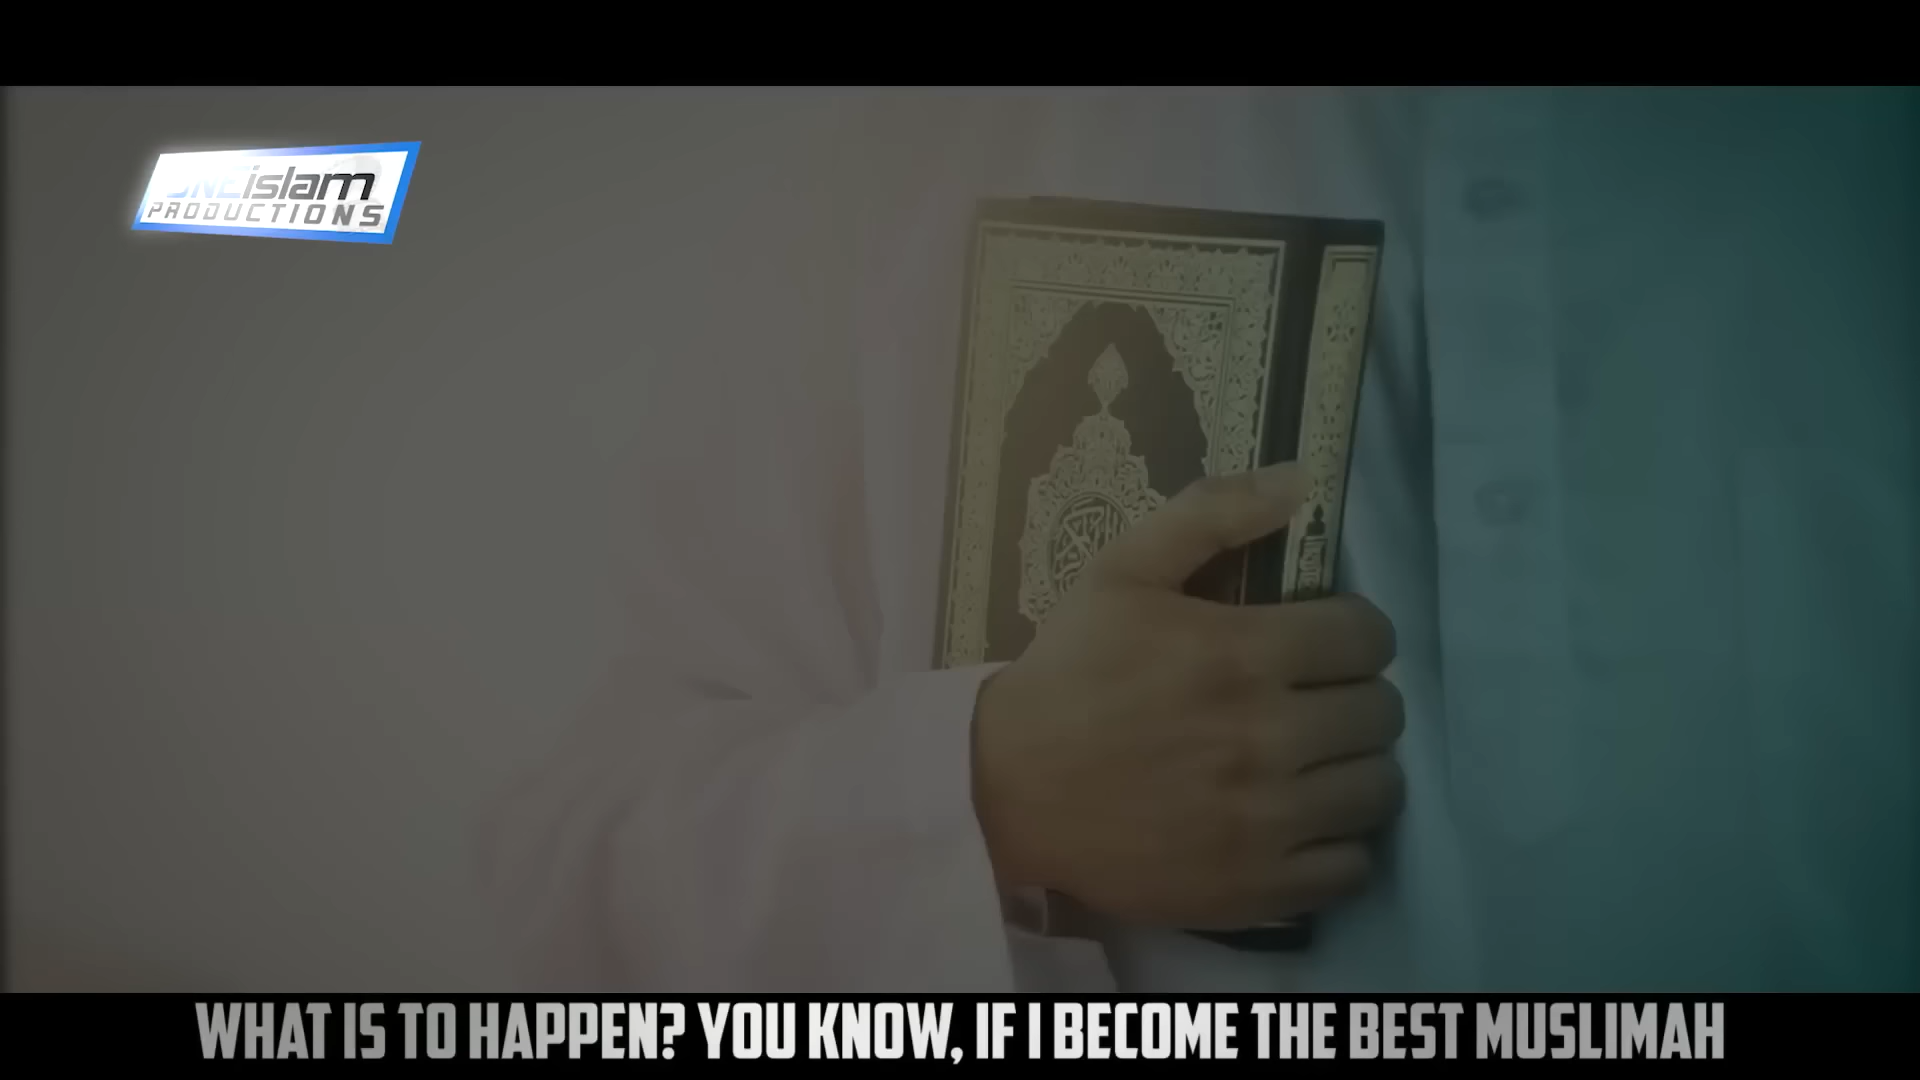 ONEislam
PRODUCTIONS
WHAT IS TO HAPPEN? YOU KNOW, IF I BECOME THE BEST MUSLIMAH